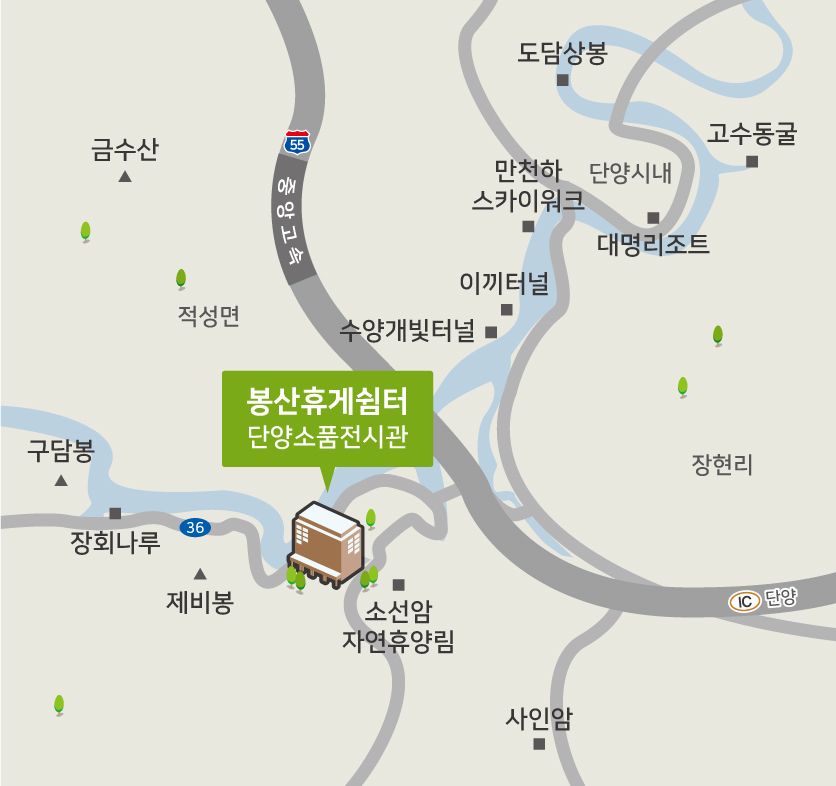 도담상봉
고수동굴
55
금수산
만천하
스카이워크
단양시내
중앙고속
대명리조트
이끼터널
적성면
수양개빛터널
봉산휴게쉼터
단양소품전시관
구담봉
장현리
36
장회나루
제비봉
IC 단양
소선암
자연휴양림
사인암